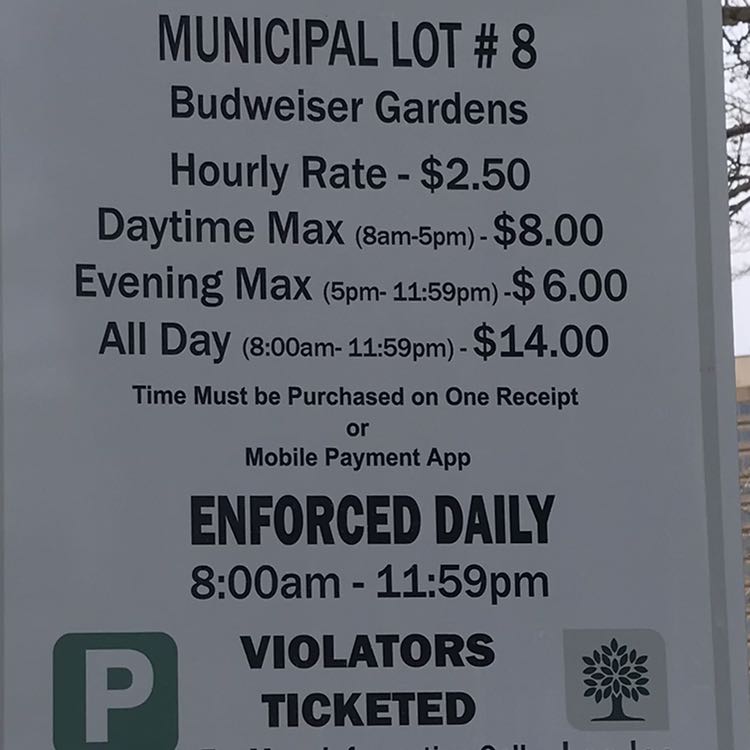 MUNICIPAL LOT # 8
Budweiser Gardens
Hourly Rate - $2.50
Daytime Max (8am-5pm) - $8.00
Evening Max (5pm- 11:59pm) -$ 6.00
All Day (8:00am- 11:59pm) - $14.00
Time Must be Purchased on One Receipt
or
Mobile Payment App
ENFORCED DAILY
8:00am - 11:59pm
VIOLATORS
TICKETED
P